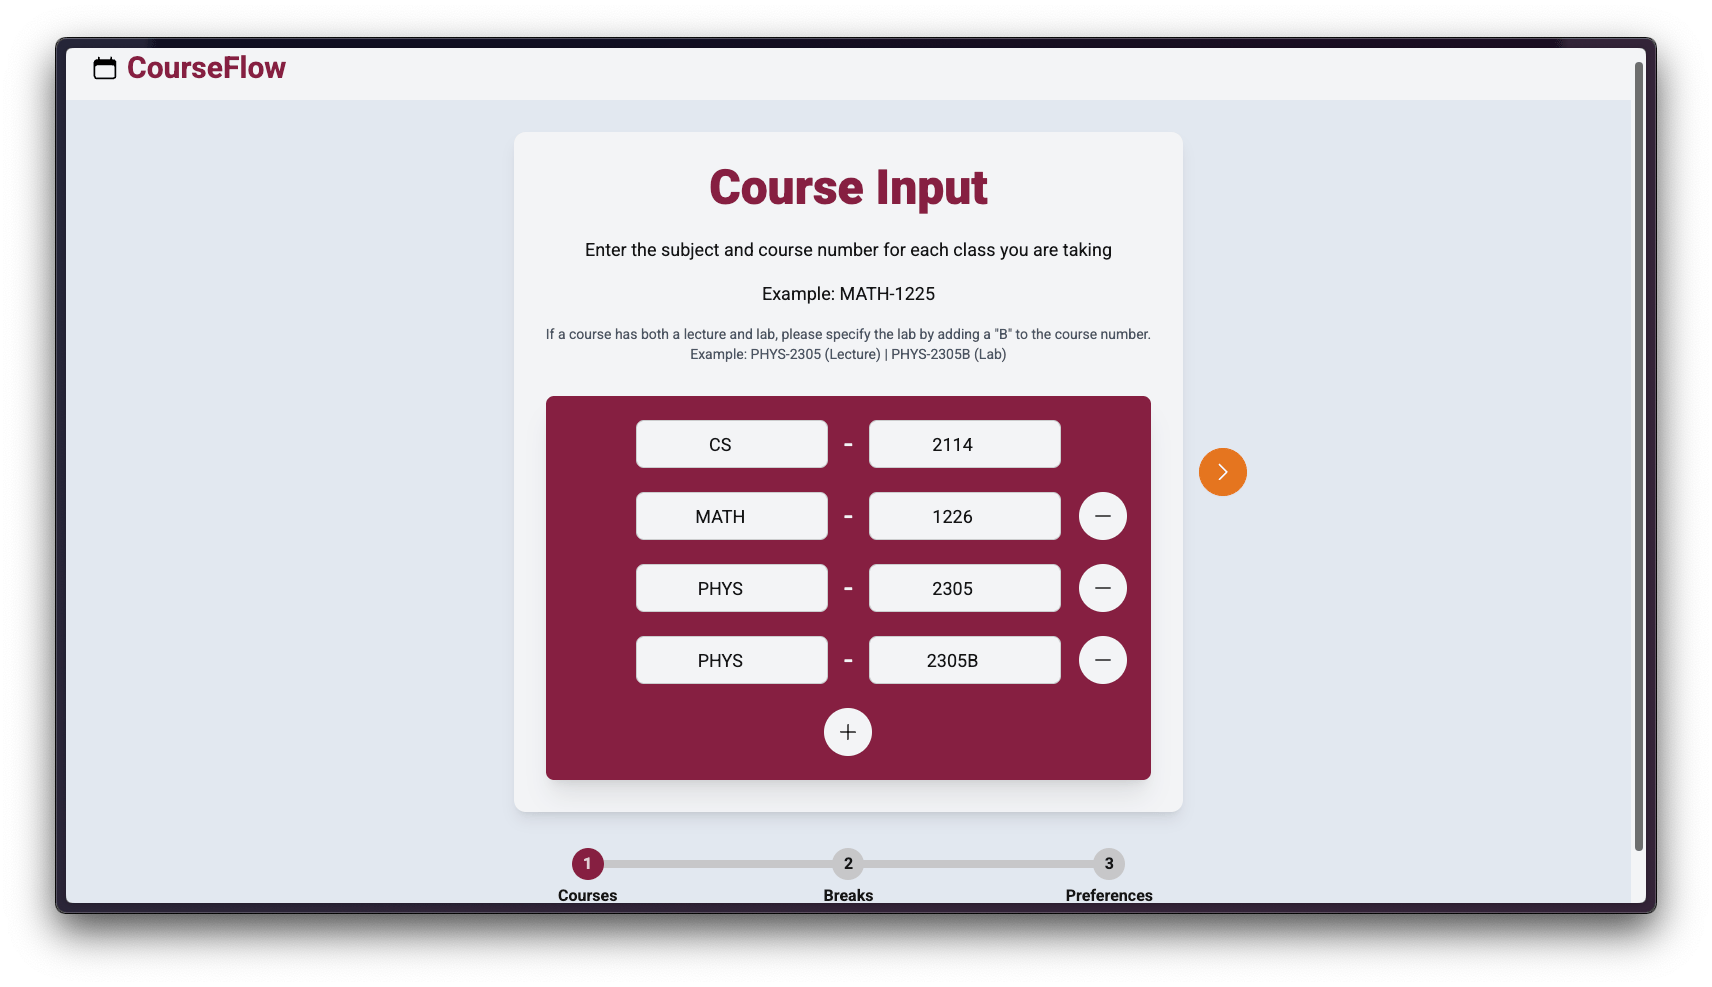 CourseFlow
Course Input
Enter the subject and course number for each class you are taking
Example: MATH-1225
If a course has both a lecture and lab, please specify the lab by adding a "B" to the course number.
Example: PHYS-2305 (Lecture) | PHYS-2305B (Lab)
CS - 2114
MATH - 1226
PHYS - 2305
PHYS - 2305B
1 2 3
Courses Breaks Preferences